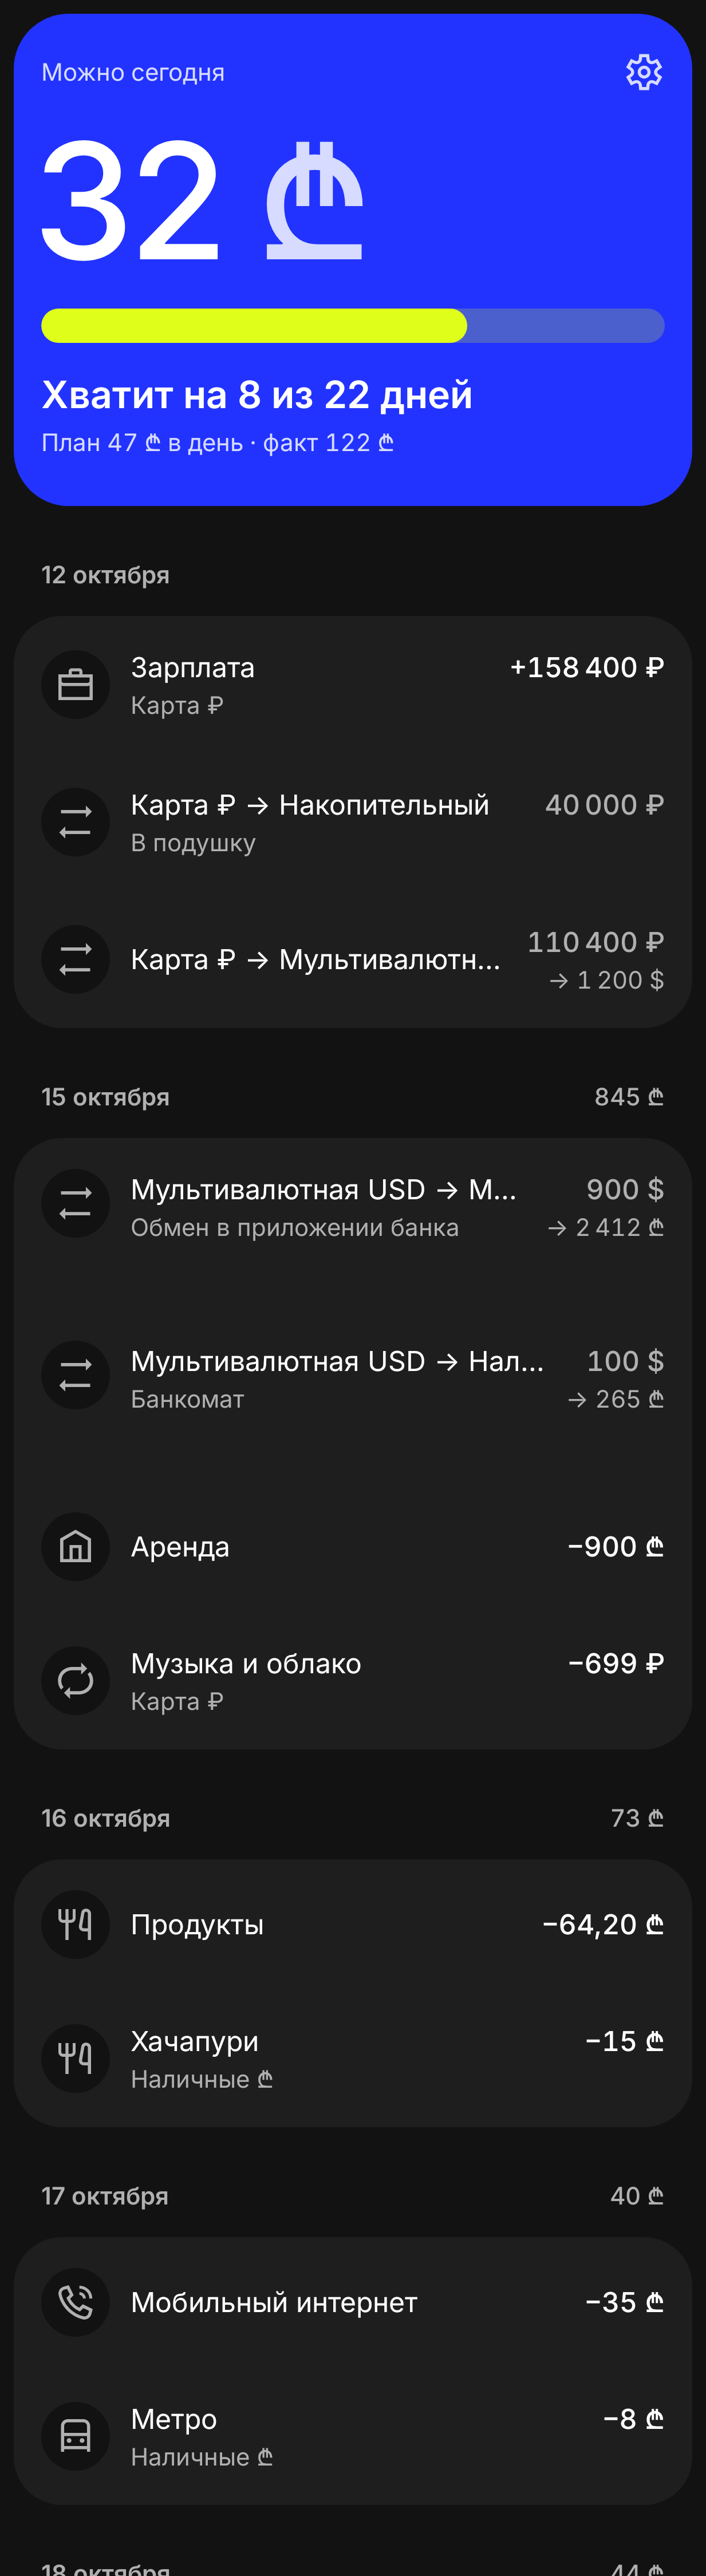 Можно сегодня
32 ₾
Хватит на 8 из 22 дней
План 47 ₾ в день · факт 122 ₾
12 октября
Зарплата
+158 400 ₽
Карта ₽
Карта ₽ → Накопительный
40 000 ₽
В подушку
Карта ₽ → Мультивалютн...
110 400 ₽
→ 1 200 $
15 октября
845 ₾
Мультивалютная USD → М...
900 $
Обмен в приложении банка
→ 2 412 ₾
Мультивалютная USD → Нал...
100 $
Банкомат
→ 265 ₾
Аренда
−900 ₾
Музыка и облако
−699 ₽
Карта ₽
16 октября
73 ₾
Продукты
−64,20 ₾
Хачапури
−15 ₾
Наличные ₾
17 октября
40 ₾
Мобильный интернет
−35 ₾
Метро
−8 ₾
Наличные ₾
18 октября
44 ₾